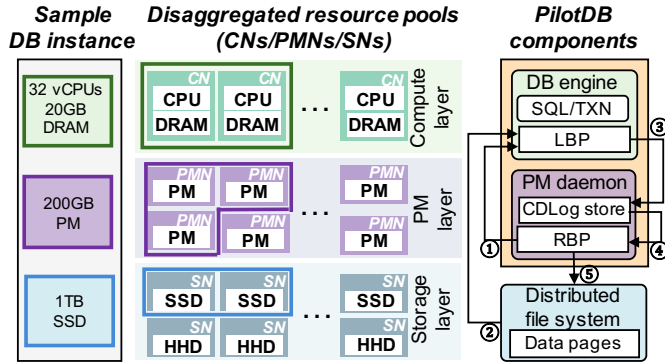 Sample
DB instance
Disaggregated resource pools
(CNs/PMNs/SNs)
PilotDB
components
32 vCPUs
20GB
DRAM
200GB
PM
1TB
SSD
CN CN CN
CPU CPU ... CPU
DRAM DRAM DRAM
Compute
layer
PMN PMN PMN
PM PM PM
...
PMN PMN PMN
PM PM PM
PM
layer
SN SN SN
SSD SSD ... SSD
SN SN SN
HHD HHD HHD
Storage
layer
DB engine
SQL/TXN
LBP
③
PM daemon
CDLog store
①
RBP
④
⑤
②
Distributed
file system
Data pages